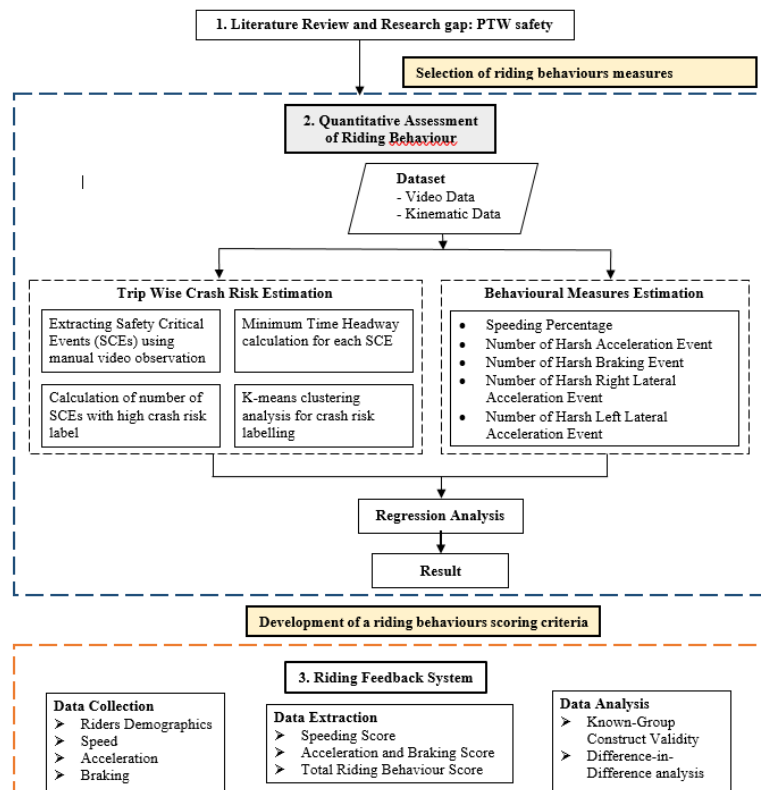 1. Literature Review and Research gap: PTW safety
Selection of riding behaviours measures
2. Quantitative Assessment
of Riding Behaviour
Dataset
- Video Data
- Kinematic Data
Trip Wise Crash Risk Estimation
Extracting Safety Critical
Events (SCEs) using
manual video observation
Minimum Time Headway
calculation for each SCE
Calculation of number of
SCEs with high crash risk
label
K-means clustering
analysis for crash risk
labelling
Behavioural Measures Estimation
• Speeding Percentage
• Number of Harsh Acceleration Event
• Number of Harsh Braking Event
• Number of Harsh Right Lateral
Acceleration Event
• Number of Harsh Left Lateral
Acceleration Event
Regression Analysis
Result
Development of a riding behaviours scoring criteria
3. Riding Feedback System
Data Collection
➢ Riders Demographics
➢ Speed
➢ Acceleration
➢ Braking
Data Extraction
➢ Speeding Score
➢ Acceleration and Braking Score
➢ Total Riding Behaviour Score
Data Analysis
➢ Known-Group
Construct Validity
➢ Difference-in-
Difference analysis